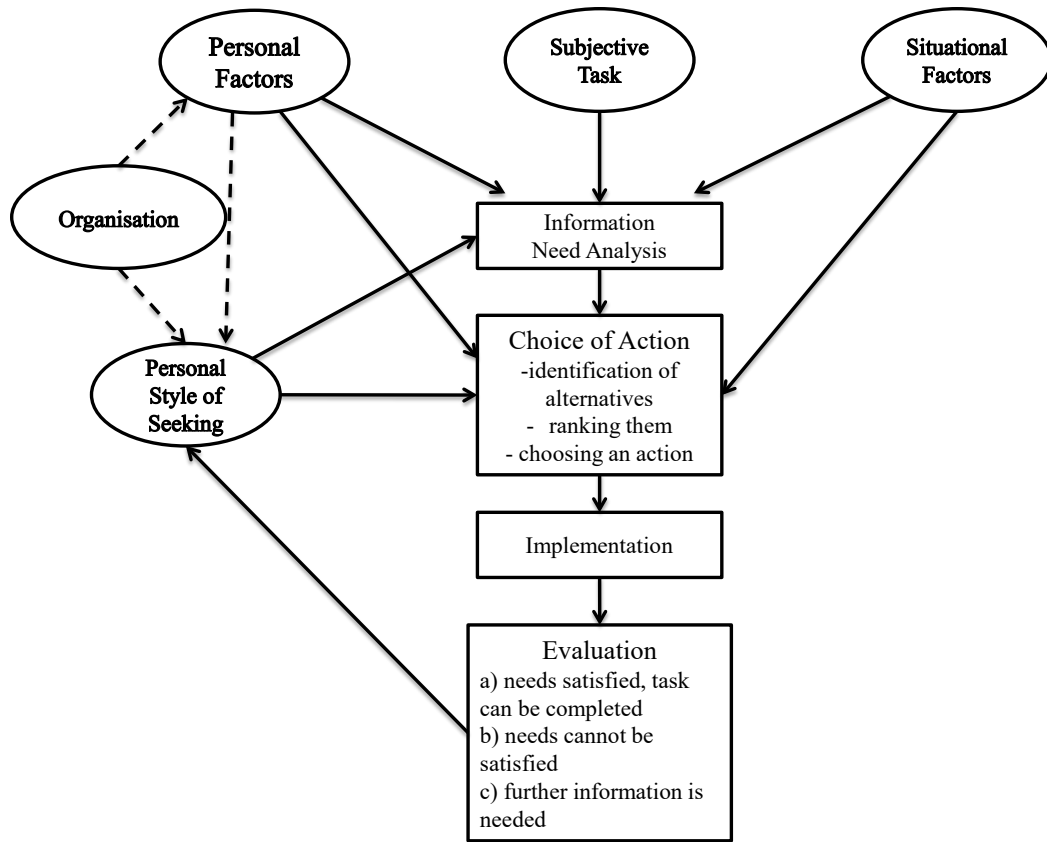 Personal
Factors
Subjective
Task
Situational
Factors
Organisation
Information
Need Analysis
Personal
Style of
Seeking
Choice of Action
-identification of
alternatives
- ranking them
- choosing an action
Implementation
Evaluation
a) needs satisfied, task
can be completed
b) needs cannot be
satisfied
c) further information is
needed